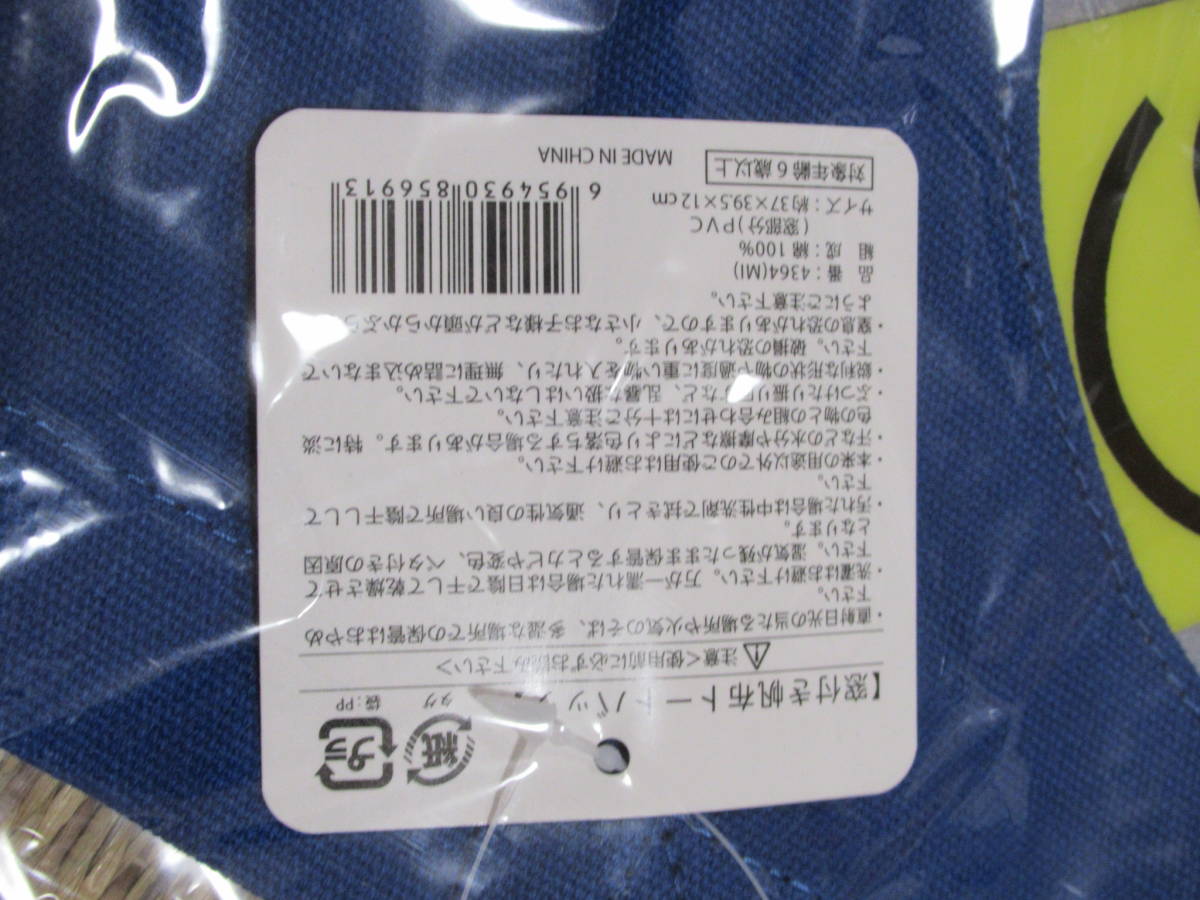 紙 プラ
タグ 袋：PP
【窓付き帆布トートバッグ】
注意＜使用前に必ずお読み下さい＞
・直射日光の当たる場所や火気のそば、多湿な場所での保管はおやめ
下さい。
・洗濯はお避け下さい。万が一濡れた場合は日陰で干して乾燥させて
下さい。湿気が残ったまま保管するとカビや変色、ベタ付きの原因
となります。
・汚れた場合は中性洗剤で拭きとり、通気性の良い場所で陰干しして
下さい。
・本来の用途以外でのご使用はお避け下さい。
・汗などの水分や摩擦などにより色落ちする場合があります。特に淡
色の物との組み合わせには十分ご注意下さい。
・ぶつけたり振り回すなど、乱暴な扱いはしないで下さい。
・鋭利な形状の物や過度に重い物を入れたり、無理に詰め込まないで
下さい。破損の恐れがあります。
・窒息の恐れがありますので、小さなお子様などが頭からかぶら
ようにご注意下さい。
品 番：4364(MI)
組 成：綿100%
（窓部分）PVC
サイズ：約37×39.5×12cm
対象年齢6歳以上
MADE IN CHINA
6 954930 856913